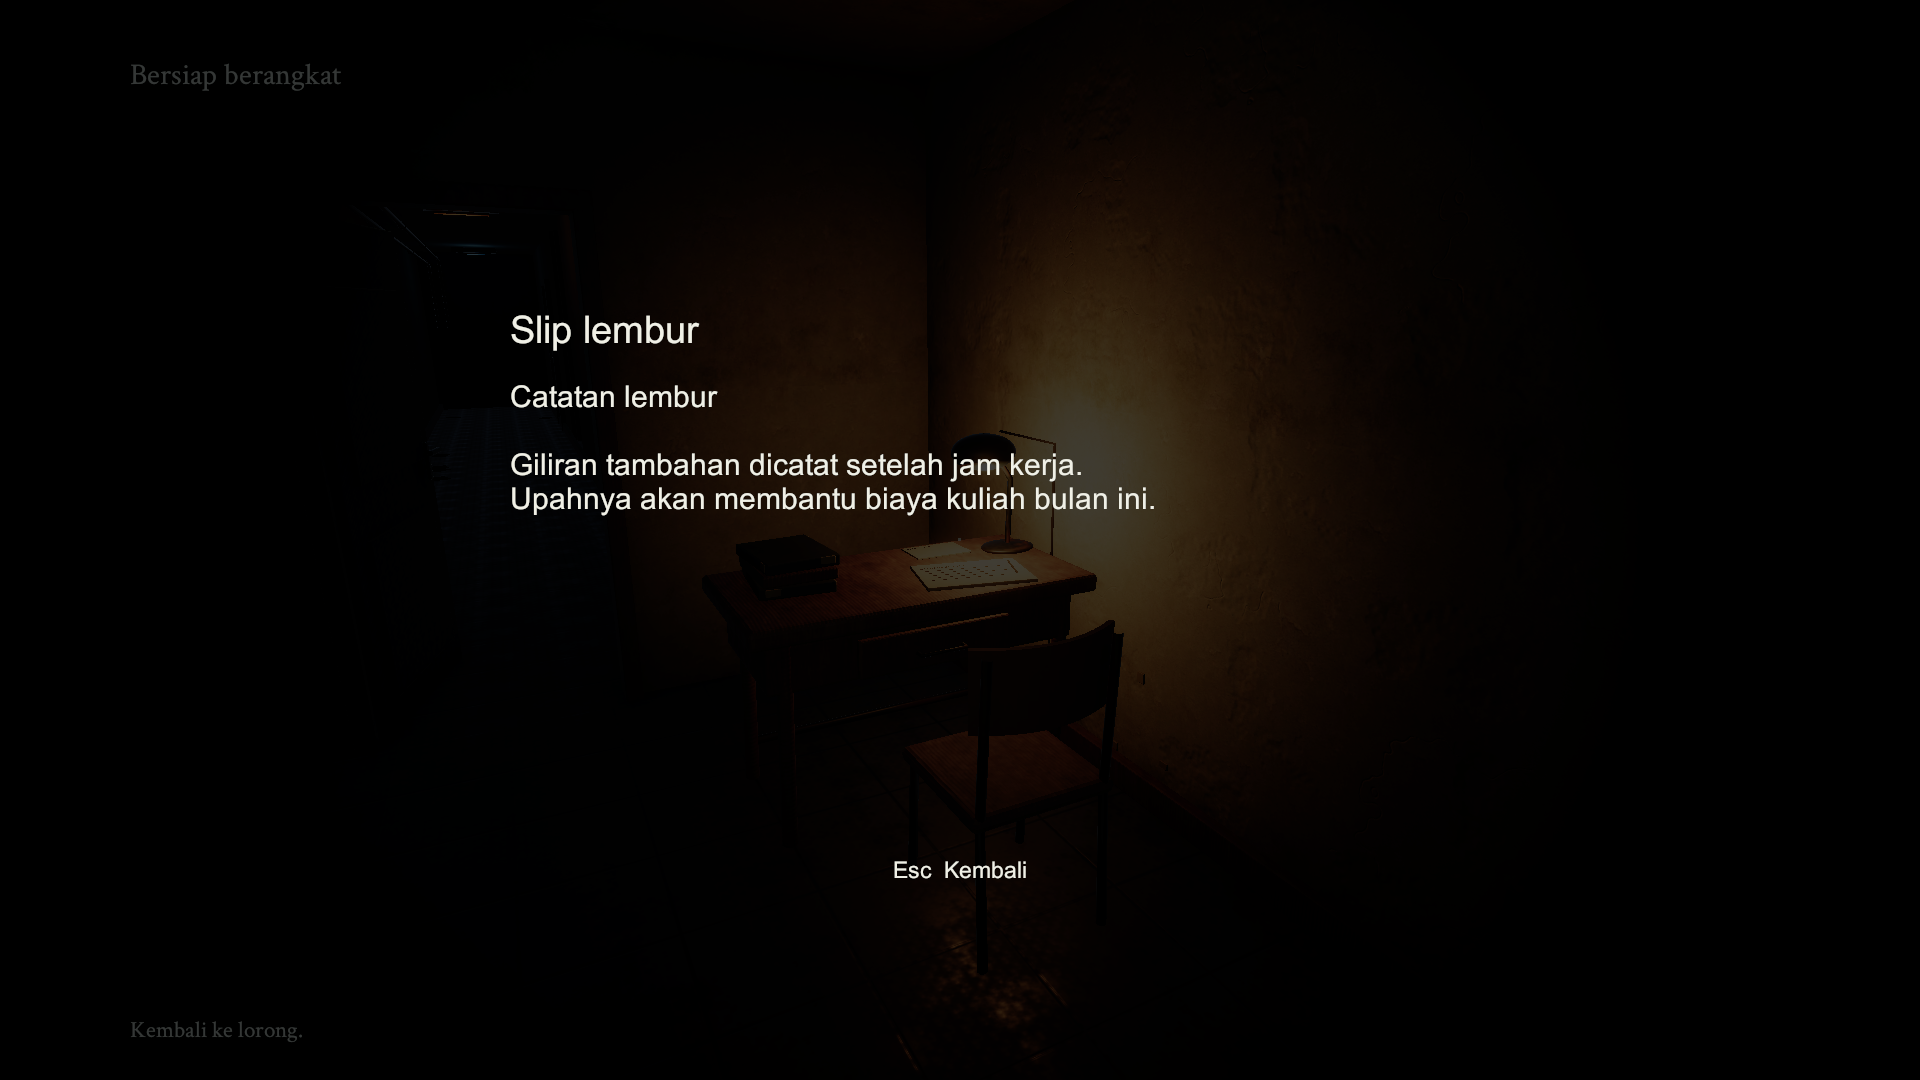 Bersiap berangkat
Slip lembur
Catatan lembur
Giliran tambahan dicatat setelah jam kerja.
Upahnya akan membantu biaya kuliah bulan ini.
Esc Kembali
Kembali ke lorong.